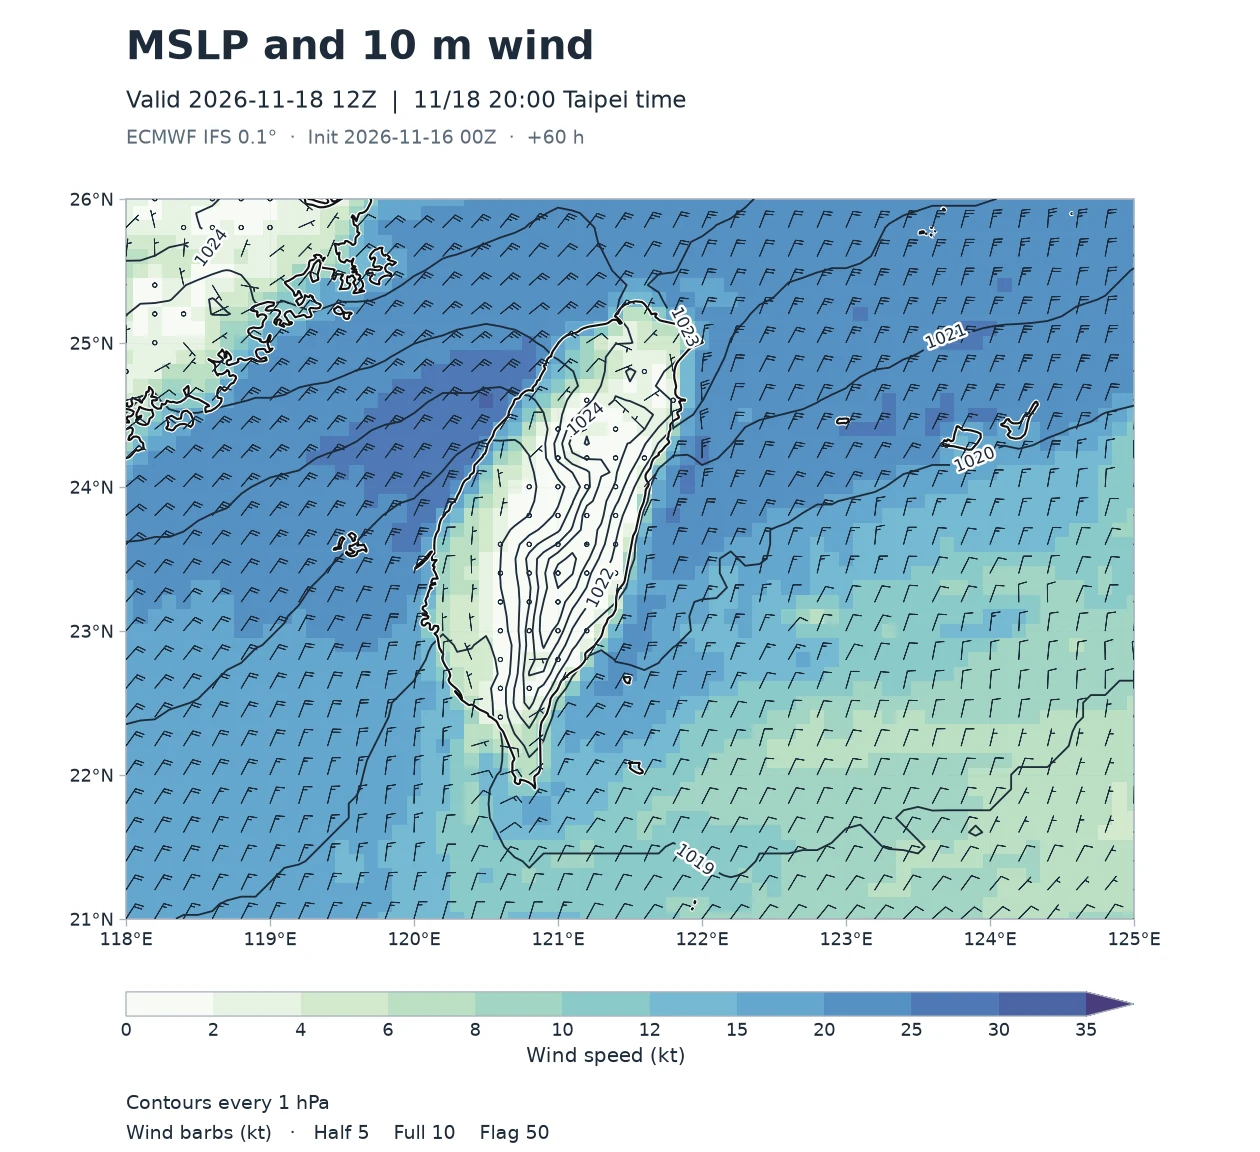 MSLP and 10 m wind
Valid 2026-11-18 12Z | 11/18 20:00 Taipei time
ECMWF IFS 0.1° · Init 2026-11-16 00Z · +60 h
26°N
1024
25°N
1023
1021
1024
1020
24°N
1022
23°N
22°N
1019
21°N
118°E 119°E 120°E 121°E 122°E 123°E 124°E 125°E
0 2 4 6 8 10 12 15 20 25 30 35
Wind speed (kt)
Contours every 1 hPa
Wind barbs (kt) · Half 5 Full 10 Flag 50